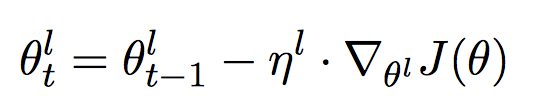 θ_t^l = θ_{t−1}^l − η^l · ∇_{θ^l} J(θ)